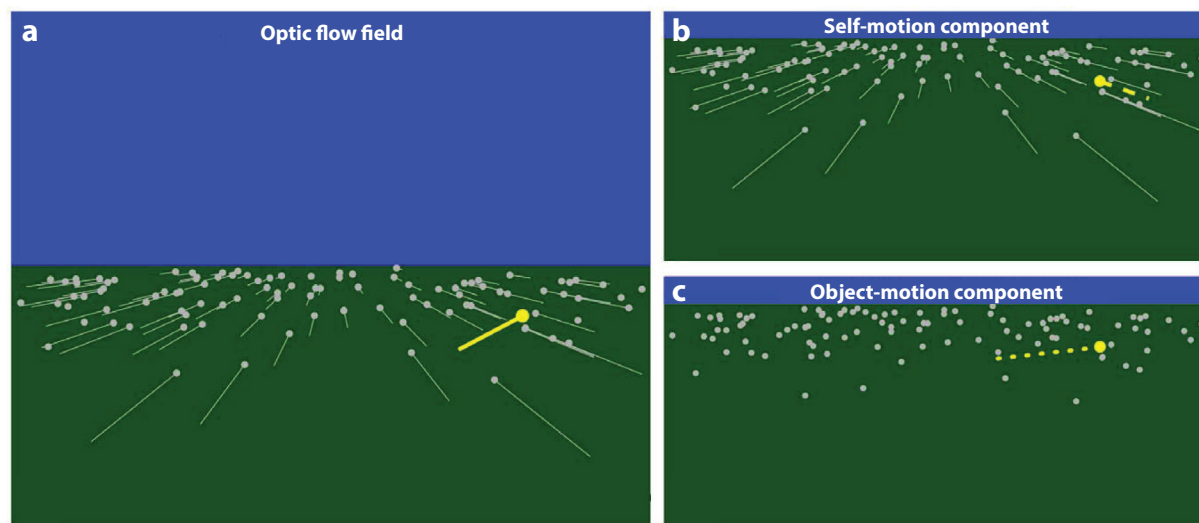 a
Optic flow field
b
Self-motion component
c
Object-motion component